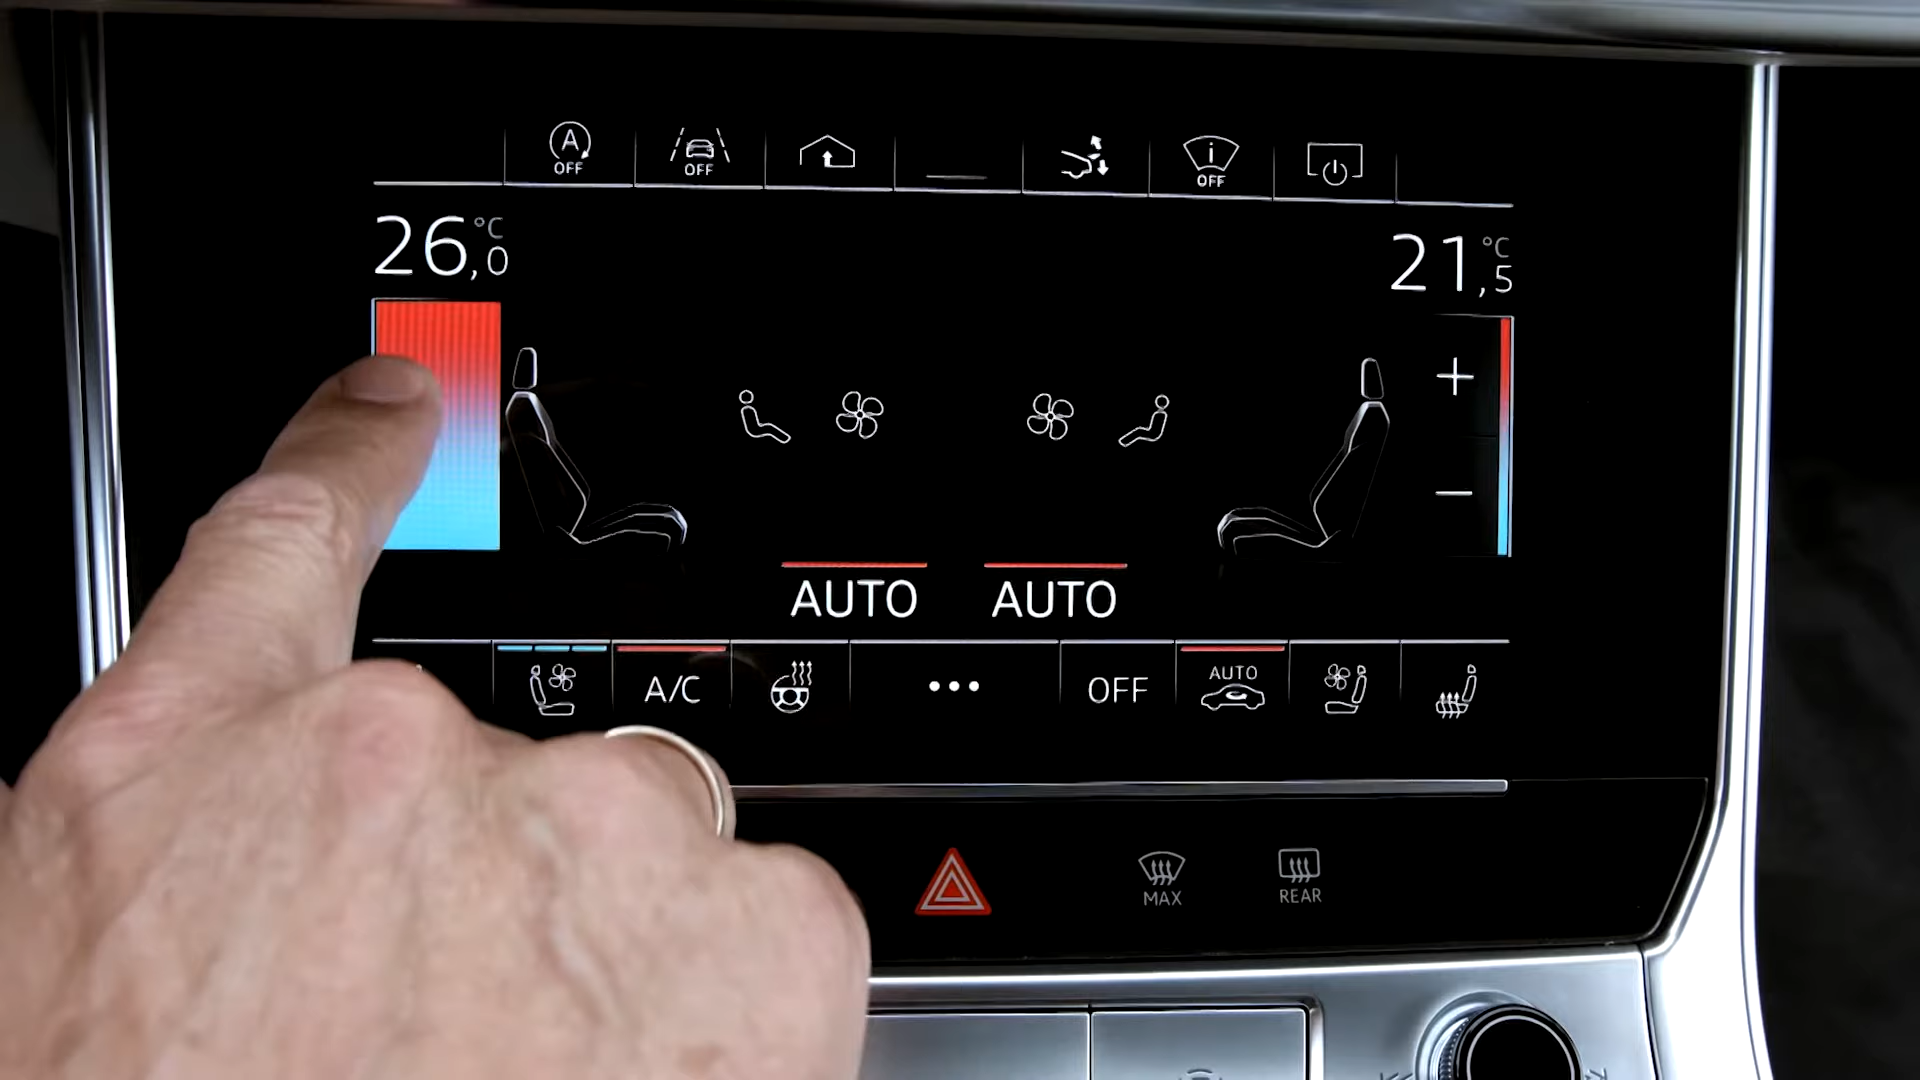 A
OFF
OFF
i
OFF
26,0 °C
21,5 °C
+
−
AUTO
AUTO
A/C
•••
OFF
AUTO
MAX
REAR